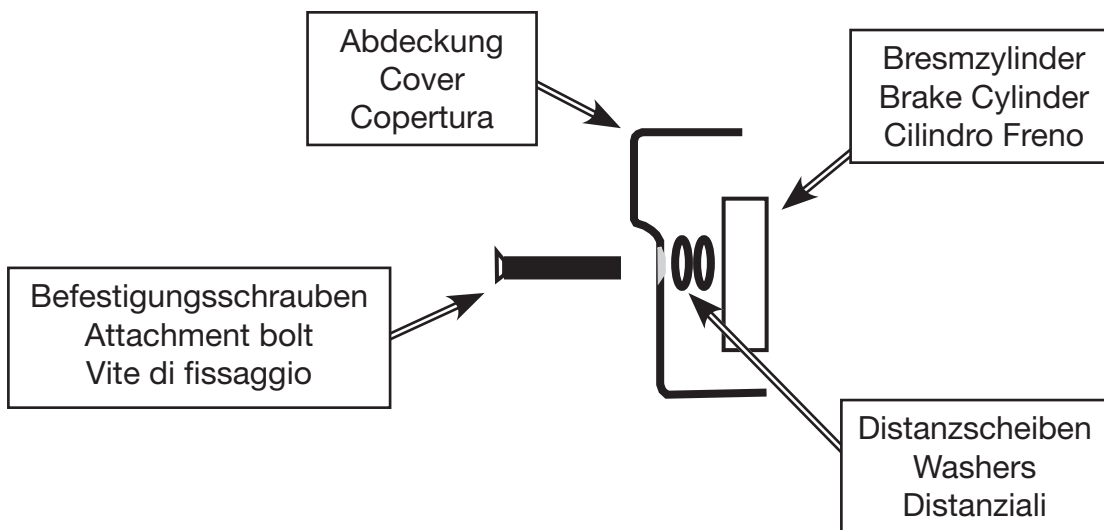 Abdeckung
Cover
Copertura
Bresmzylinder
Brake Cylinder
Cilindro Freno
Befestigungsschrauben
Attachment bolt
Vite di fissaggio
Distanzscheiben
Washers
Distanziali